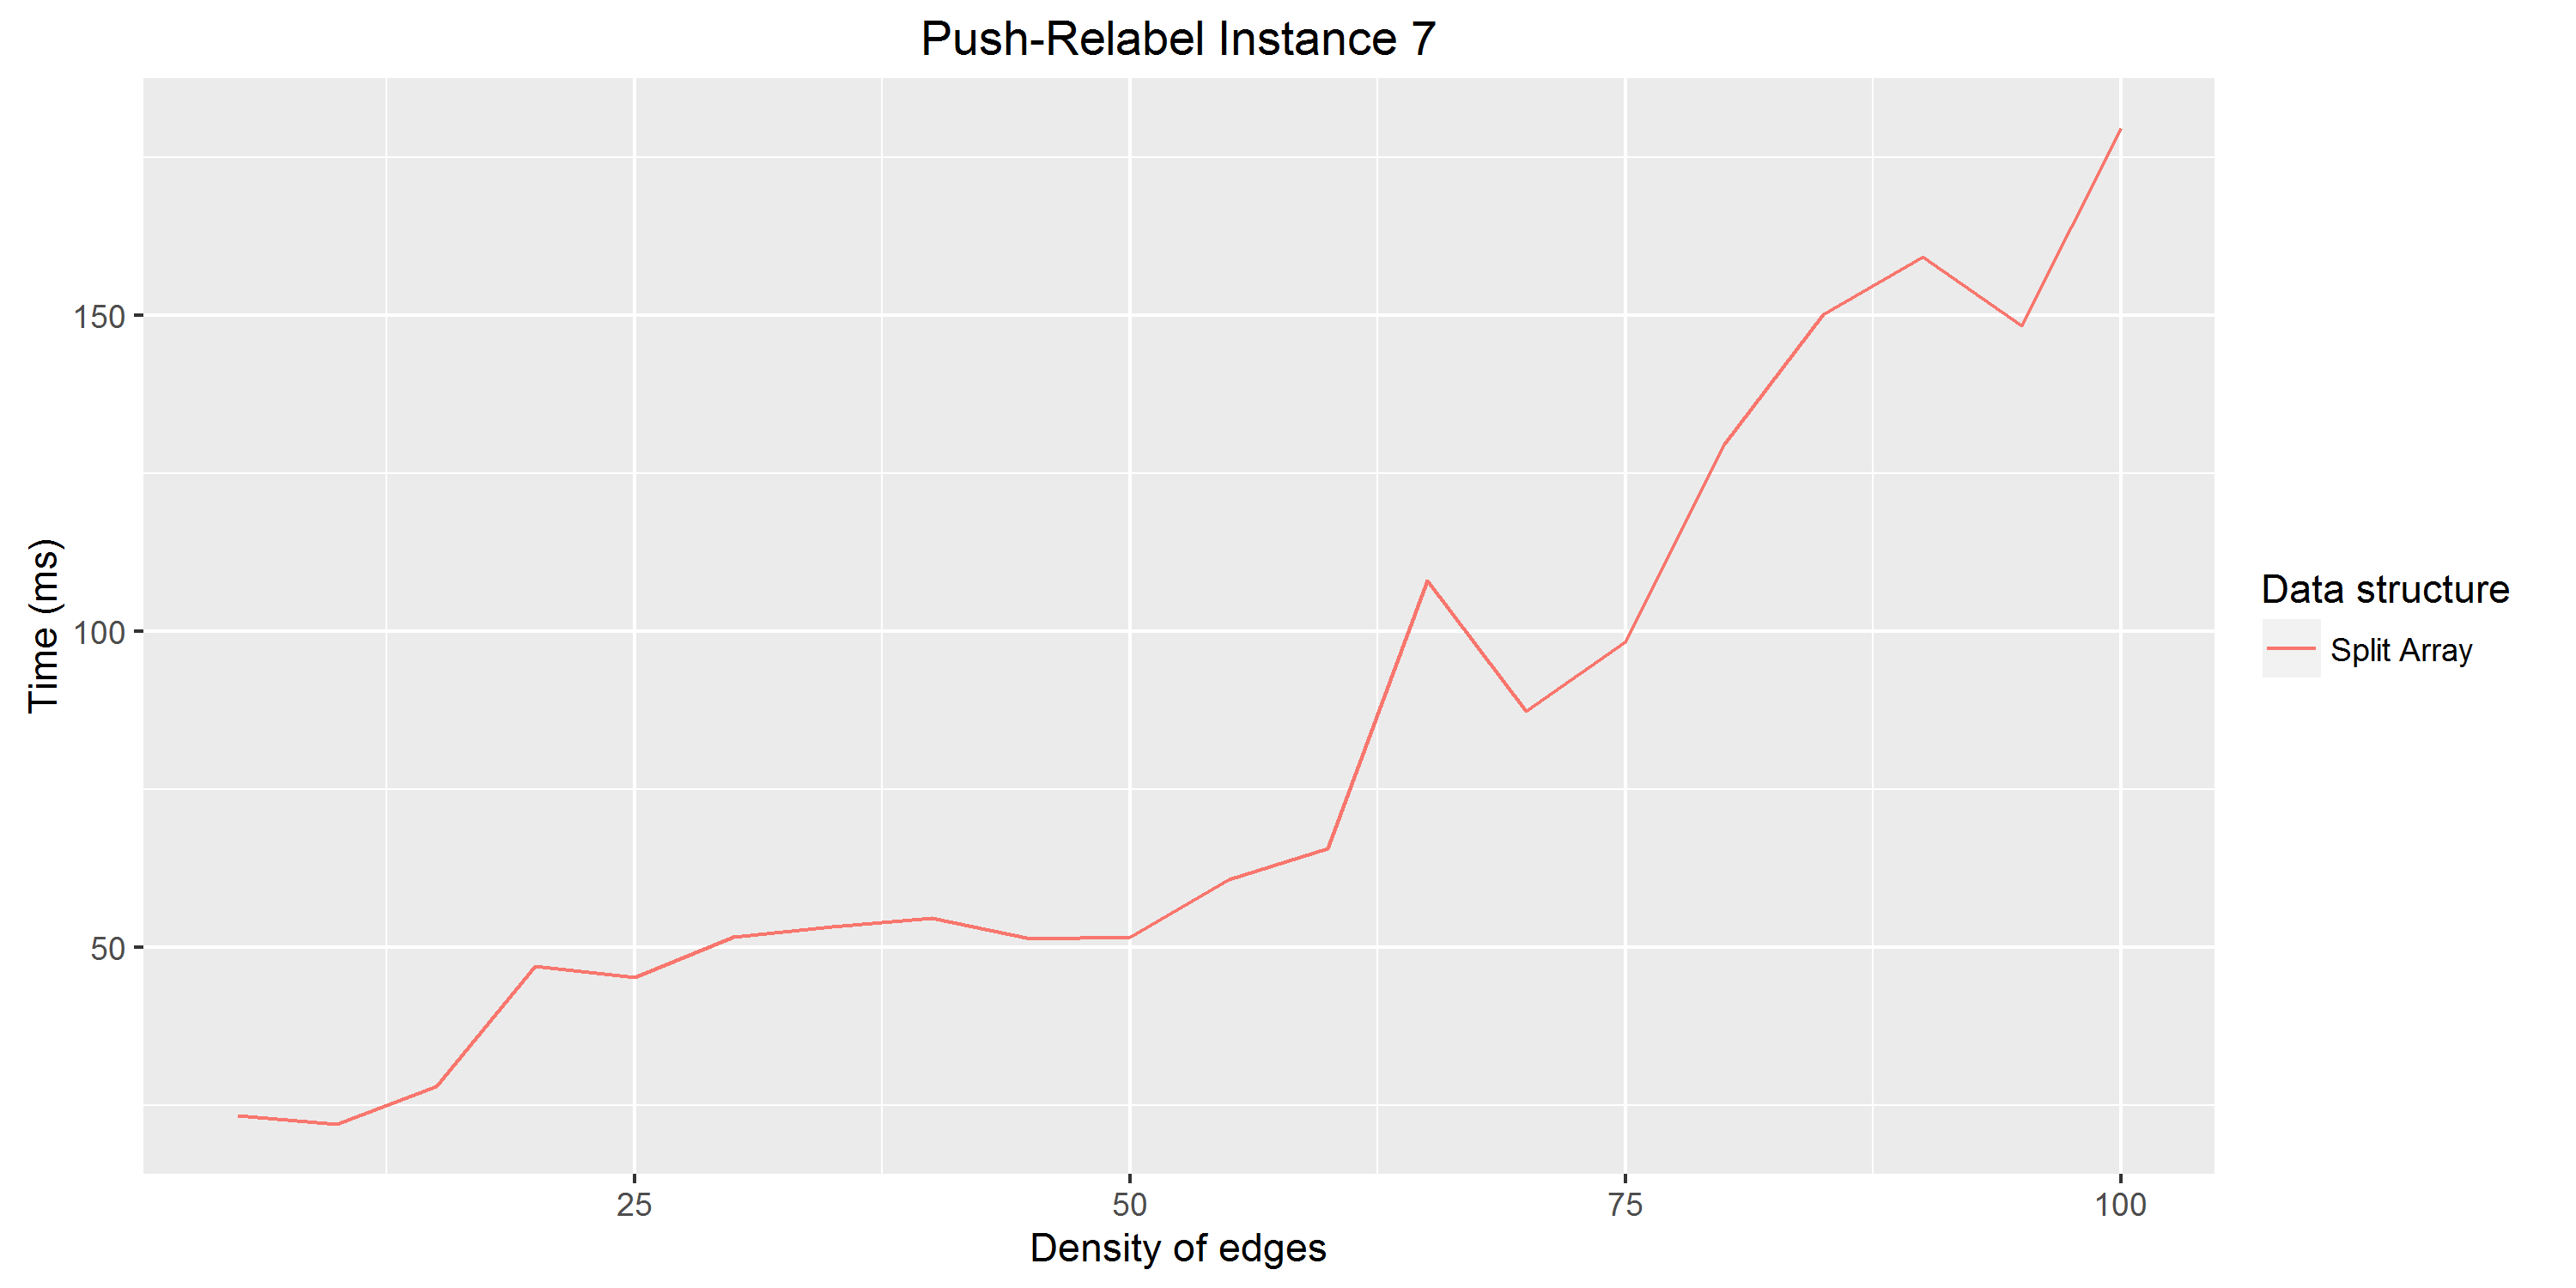 Push-Relabel Instance 7
Time (ms)
150
100
50
25
50
75
100
Density of edges
Data structure
Split Array